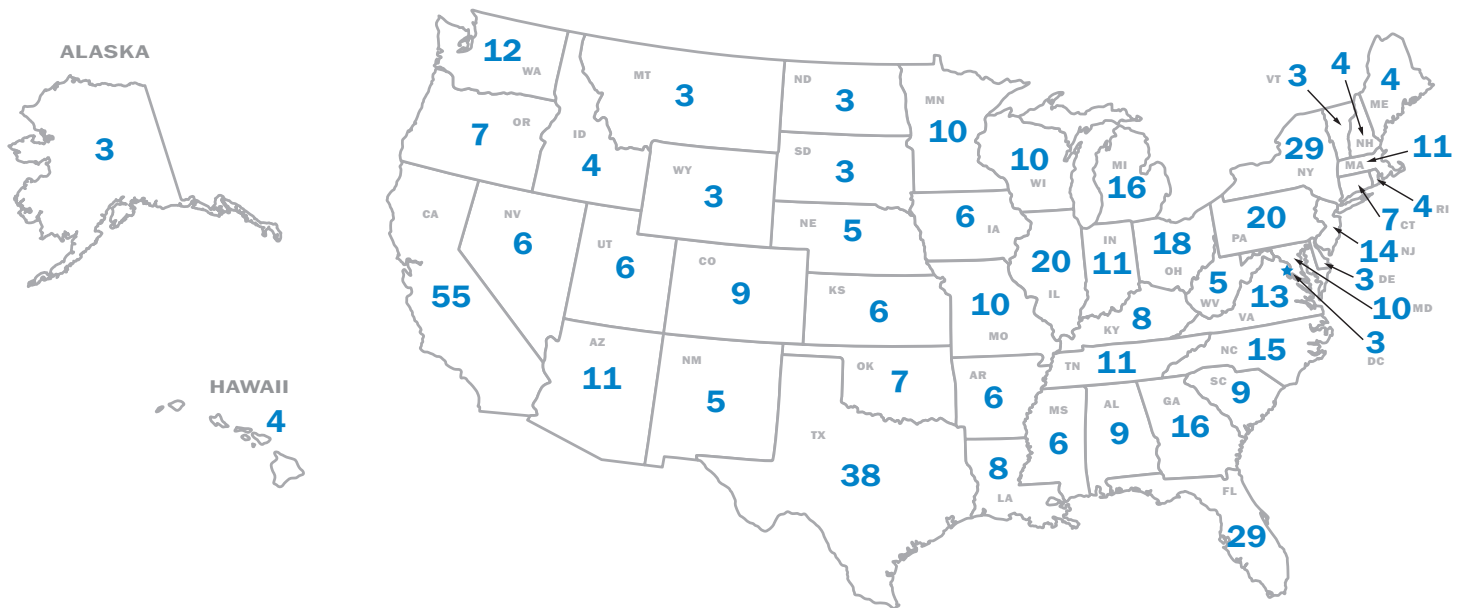 ALASKA
3
HAWAII
4
12
WA
7
OR
55
CA
6
NV
ID
4
MT
3
WY
3
UT
6
CO
9
AZ
11
NM
5
ND
3
SD
3
NE
5
KS
6
OK
7
TX
38
MN
10
6
IA
10
MO
AR
6
8
LA
10
WI
MI
16
20
IL
IN
11
18
OH
KY
8
TN
11
MS
6
AL
9
GA
16
FL
29
SC
9
NC
15
13
VA
5
WV
20
PA
29
NY
VT
3
4
NH
4
ME
MA
11
4
RI
7
CT
14
NJ
3
DE
10
MD
3
DC